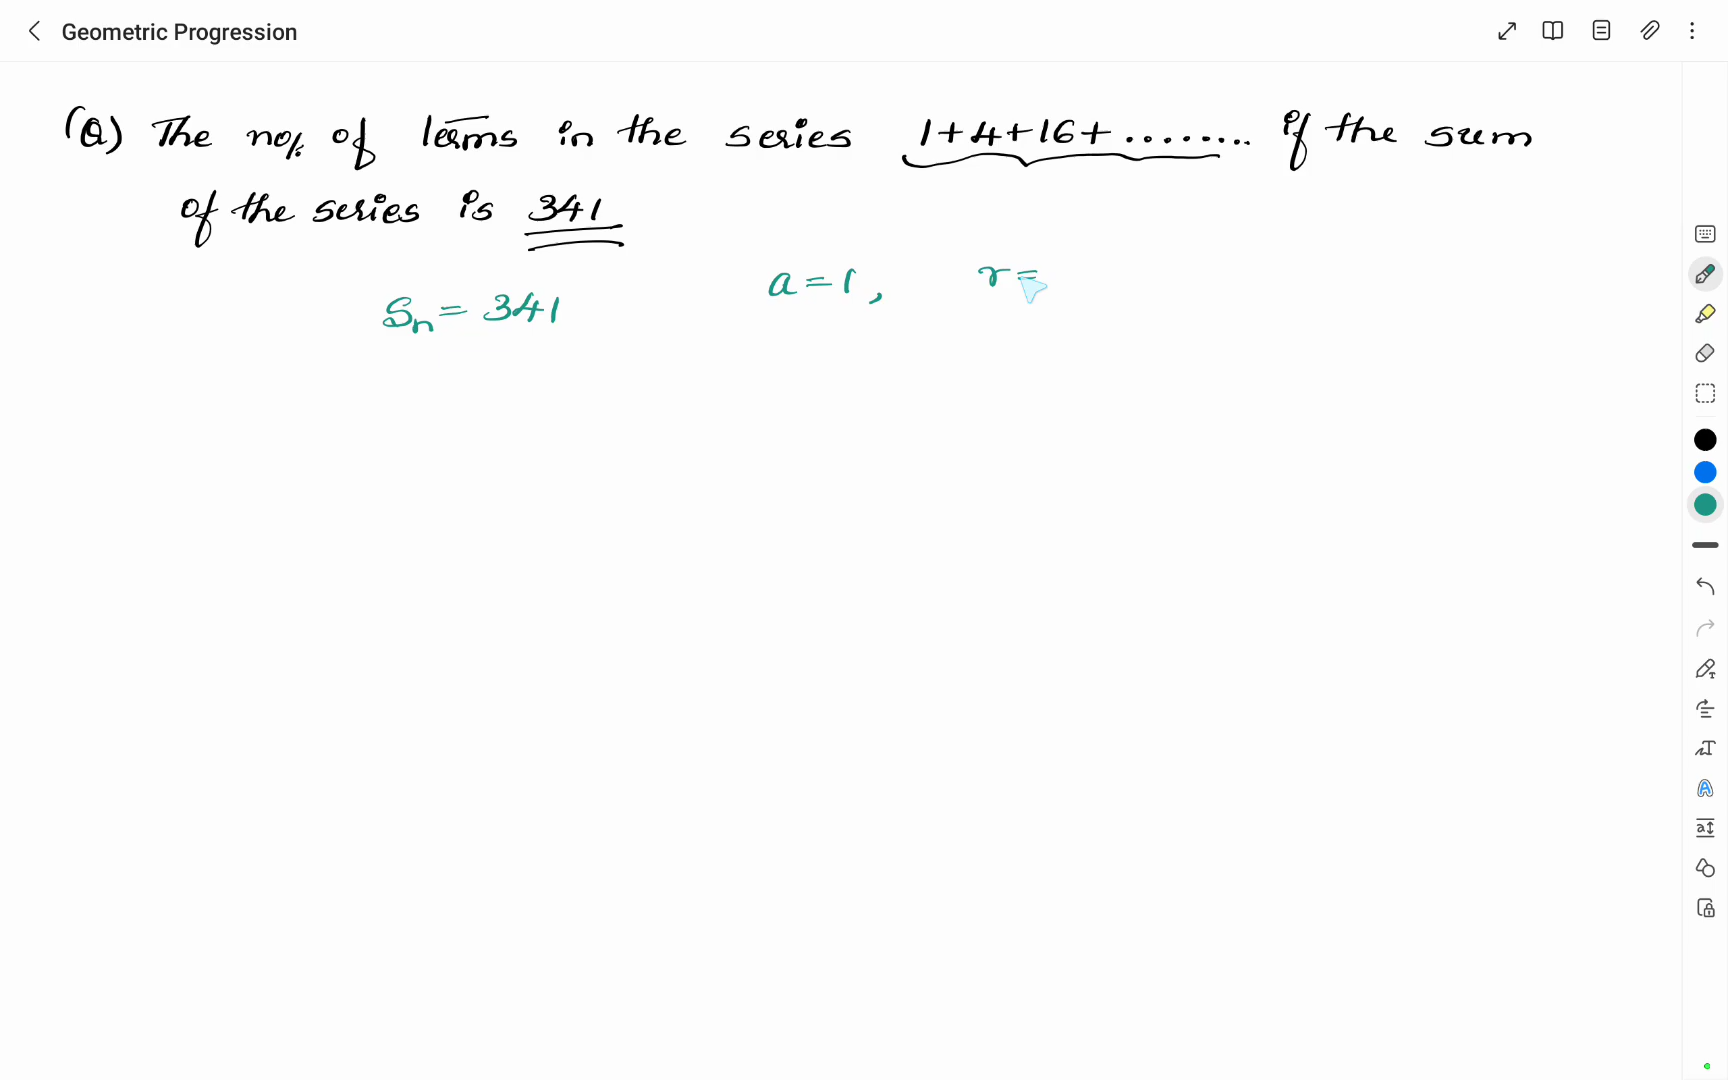 Geometric Progression
(Q) The no. of terms in the series 1+4+16+........ if the sum
of the series is 341
Sn = 341 a = 1, r =